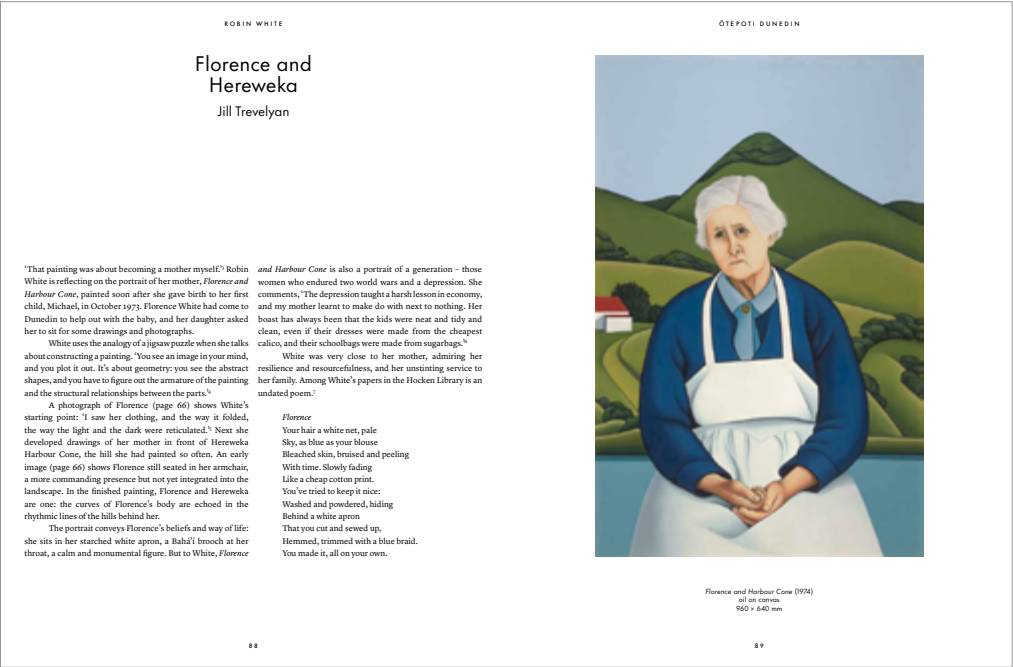 ROBIN WHITE
Florence and
Hereweka
Jill Trevelyan
‘That painting was about becoming a mother myself.’³ Robin
White is reflecting on the portrait of her mother, Florence and
Harbour Cone, painted soon after she gave birth to her first
child, Michael, in October 1973. Florence White had come to
Dunedin to help out with the baby, and her daughter asked
her to sit for some drawings and photographs.
White uses the analogy of a jigsaw puzzle when she talks
about constructing a painting. ‘You see an image in your mind,
and you plot it out. It’s about geometry: you see the abstract
shapes, and you have to figure out the armature of the painting
and the structural relationships between the parts.’⁴
A photograph of Florence (page 66) shows White’s
starting point: ‘I saw her clothing, and the way it folded,
the way the light and the dark were reticulated.’⁵ Next she
developed drawings of her mother in front of Hereweka
Harbour Cone, the hill she had painted so often. An early
image (page 66) shows Florence still seated in her armchair,
a more commanding presence but not yet integrated into the
landscape. In the finished painting, Florence and Hereweka
are one: the curves of Florence’s body are echoed in the
rhythmic lines of the hills behind her.
The portrait conveys Florence’s beliefs and way of life:
she sits in her starched white apron, a Bahá’í brooch at her
throat, a calm and monumental figure. But to White, Florence
and Harbour Cone is also a portrait of a generation – those
women who endured two world wars and a depression. She
comments, ‘The depression taught a harsh lesson in economy,
and my mother learnt to make do with next to nothing. Her
boast has always been that the kids were neat and tidy and
clean, even if their dresses were made from the cheapest
calico, and their schoolbags were made from sugarbags.’⁶
White was very close to her mother, admiring her
resilience and resourcefulness, and her unstinting service to
her family. Among White’s papers in the Hocken Library is an
undated poem.⁷
Florence
Your hair a white net, pale
Sky, as blue as your blouse
Bleached skin, bruised and peeling
With time. Slowly fading
Like a cheap cotton print.
You’ve tried to keep it nice:
Washed and powdered, hiding
Behind a white apron
That you cut and sewed up,
Hemmed, trimmed with a blue braid.
You made it, all on your own.
88
ŌTEPOTI DUNEDIN
Florence and Harbour Cone (1974)
oil on canvas
960 × 640 mm
89